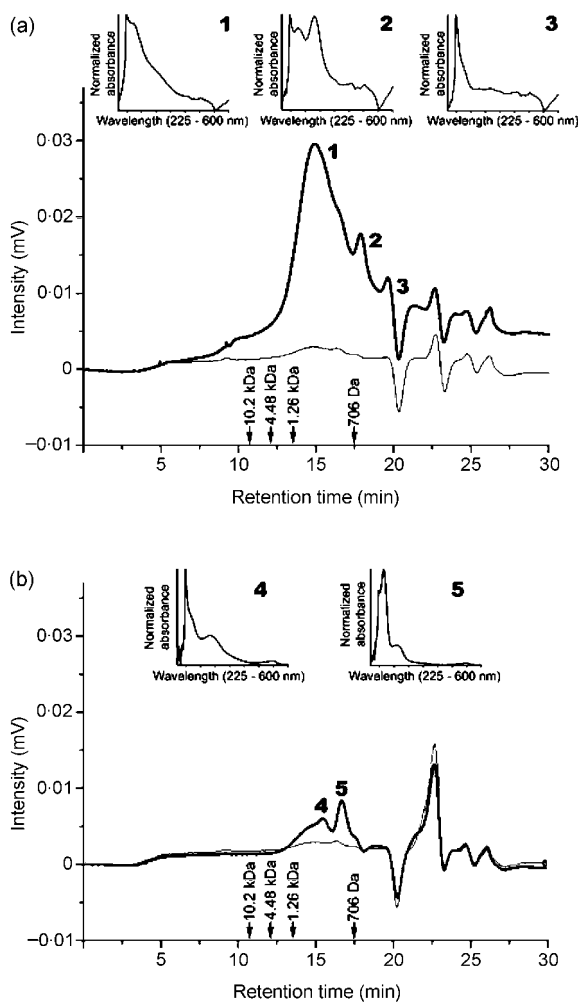 (a)
1
2
3
Normalized absorbance
Wavelength (225 - 600 nm)
Normalized absorbance
Wavelength (225 - 600 nm)
Normalized absorbance
Wavelength (225 - 600 nm)
Intensity (mV)
0·03
0·02
0·01
0
−0·01
1
2
3
10.2 kDa
4.48 kDa
1.26 kDa
706 Da
5
10
15
20
25
30
Retention time (min)
(b)
4
5
Normalized absorbance
Wavelength (225 - 600 nm)
Normalized absorbance
Wavelength (225 - 600 nm)
Intensity (mV)
0·03
0·02
0·01
0
−0·01
4
5
10.2 kDa
4.48 kDa
1.26 kDa
706 Da
5
10
15
20
25
30
Retention time (min)